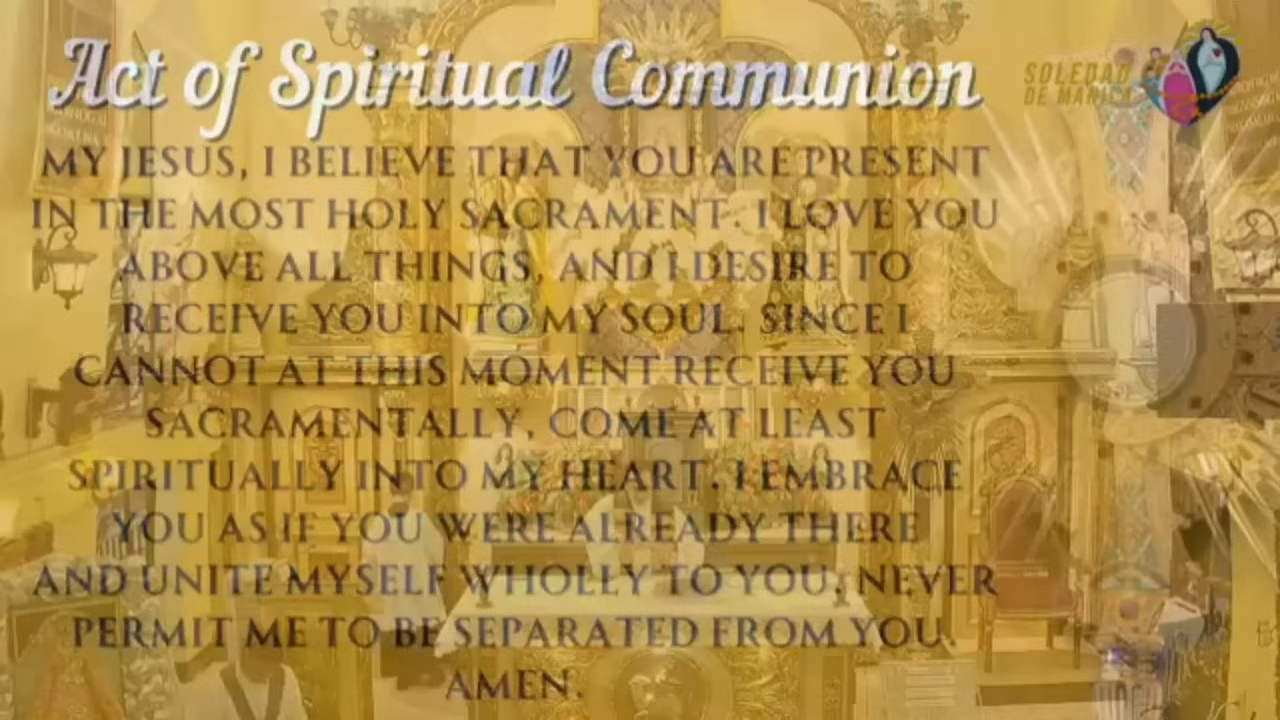 Act of Spiritual Communion
SOLEDAD
DE MANILA
MY JESUS, I BELIEVE THAT YOU ARE PRESENT
IN THE MOST HOLY SACRAMENT. I LOVE YOU
ABOVE ALL THINGS, AND I DESIRE TO
RECEIVE YOU INTO MY SOUL. SINCE I
CANNOT AT THIS MOMENT RECEIVE YOU
SACRAMENTALLY, COME AT LEAST
SPIRITUALLY INTO MY HEART. I EMBRACE
YOU AS IF YOU WERE ALREADY THERE
AND UNITE MYSELF WHOLLY TO YOU. NEVER
PERMIT ME TO BE SEPARATED FROM YOU.
AMEN.